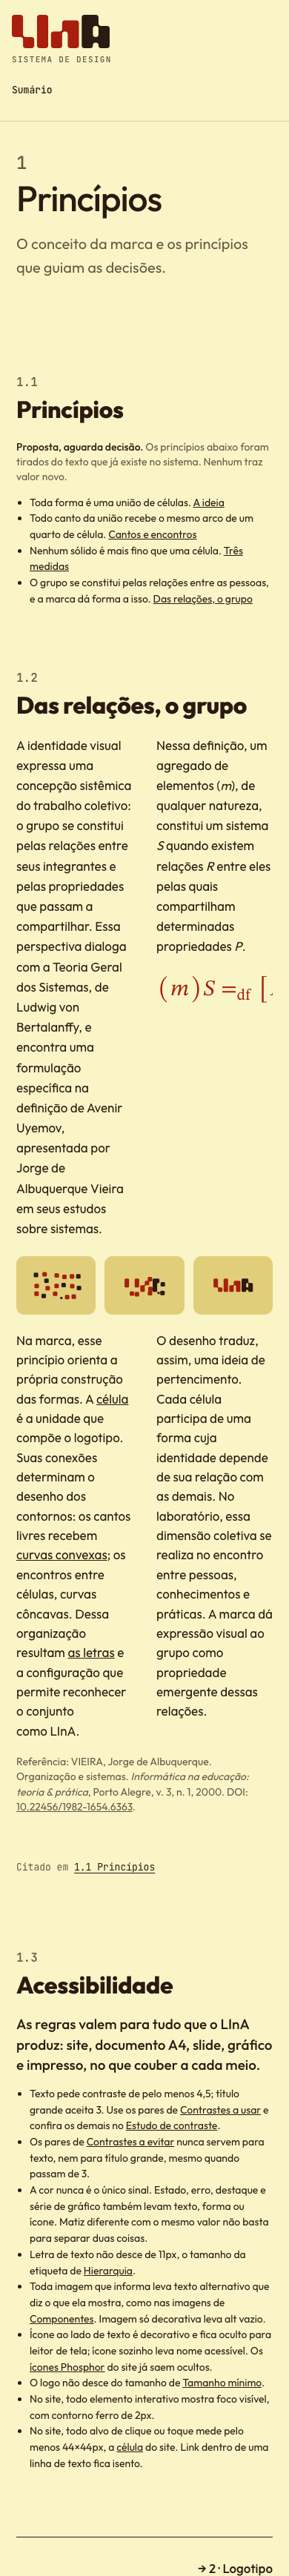 LInA
SISTEMA DE DESIGN
Sumário
1
Princípios
O conceito da marca e os princípios
que guiam as decisões.
1.1
Princípios
Proposta, aguarda decisão. Os princípios abaixo foram
tirados do texto que já existe no sistema. Nenhum traz
valor novo.
• Toda forma é uma união de células. A ideia
• Todo canto da união recebe o mesmo arco de um
quarto de célula. Cantos e encontros
• Nenhum sólido é mais fino que uma célula. Três
medidas
• O grupo se constitui pelas relações entre as pessoas,
e a marca dá forma a isso. Das relações, o grupo
1.2
Das relações, o grupo
A identidade visual
expressa uma
concepção sistêmica
do trabalho coletivo:
o grupo se constitui
pelas relações entre
seus integrantes e
pelas propriedades
que passam a
compartilhar. Essa
perspectiva dialoga
com a Teoria Geral
dos Sistemas, de
Ludwig von
Bertalanffy, e
encontra uma
formulação
específica na
definição de Avenir
Uyemov,
apresentada por
Jorge de
Albuquerque Vieira
em seus estudos
sobre sistemas.
Nessa definição, um
agregado de
elementos (m), de
qualquer natureza,
constitui um sistema
S quando existem
relações R entre eles
pelas quais
compartilham
determinadas
propriedades P.
(m)S =df [
Na marca, esse
princípio orienta a
própria construção
das formas. A célula
é a unidade que
compõe o logotipo.
Suas conexões
determinam o
desenho dos
contornos: os cantos
livres recebem
curvas convexas; os
encontros entre
células, curvas
côncavas. Dessa
organização
resultam as letras e
a configuração que
permite reconhecer
o conjunto
como LInA.
O desenho traduz,
assim, uma ideia de
pertencimento.
Cada célula
participa de uma
forma cuja
identidade depende
de sua relação com
as demais. No
laboratório, essa
dimensão coletiva se
realiza no encontro
entre pessoas,
conhecimentos e
práticas. A marca dá
expressão visual ao
grupo como
propriedade
emergente dessas
relações.
Referência: VIEIRA, Jorge de Albuquerque.
Organização e sistemas. Informática na educação:
teoria & prática, Porto Alegre, v. 3, n. 1, 2000. DOI:
10.22456/1982-1654.6363.
Citado em 1.1 Princípios
1.3
Acessibilidade
As regras valem para tudo que o LInA
produz: site, documento A4, slide, gráfico
e impresso, no que couber a cada meio.
• Texto pede contraste de pelo menos 4,5; título
grande aceita 3. Use os pares de Contrastes a usar e
confira os demais no Estudo de contraste.
• Os pares de Contrastes a evitar nunca servem para
texto, nem para título grande, mesmo quando
passam de 3.
• A cor nunca é o único sinal. Estado, erro, destaque e
série de gráfico também levam texto, forma ou
ícone. Matiz diferente com o mesmo valor não basta
para separar duas coisas.
• Letra de texto não desce de 11px, o tamanho da
etiqueta de Hierarquia.
• Toda imagem que informa leva texto alternativo que
diz o que ela mostra, como nas imagens de
Componentes. Imagem só decorativa leva alt vazio.
• Ícone ao lado de texto é decorativo e fica oculto para
leitor de tela; ícone sozinho leva nome acessível. Os
ícones Phosphor do site já saem ocultos.
• O logo não desce do tamanho de Tamanho mínimo.
• No site, todo elemento interativo mostra foco visível,
com contorno ferro de 2px.
• No site, todo alvo de clique ou toque mede pelo
menos 44×44px, a célula do site. Link dentro de uma
linha de texto fica isento.
→ 2 · Logotipo